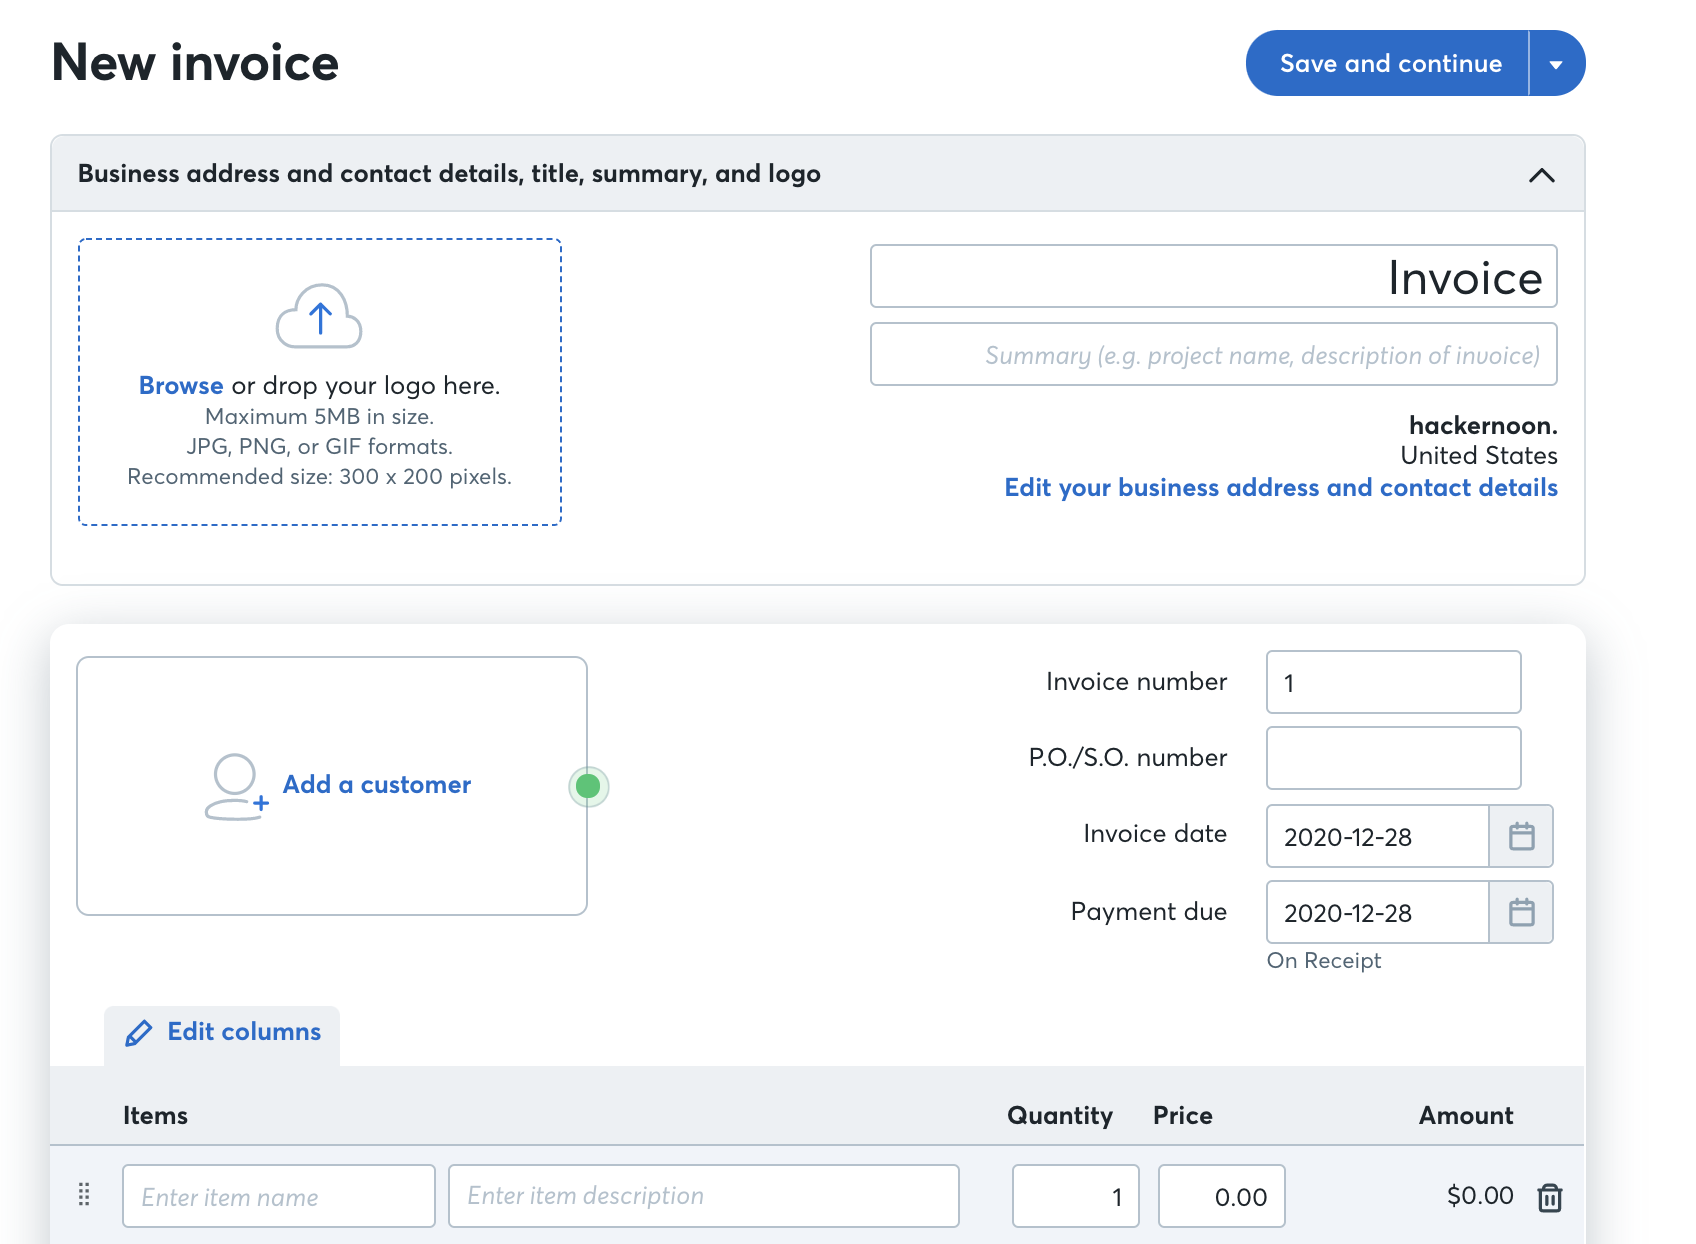 New invoice
Save and continue
Business address and contact details, title, summary, and logo
Browse or drop your logo here.
Maximum 5MB in size.
JPG, PNG, or GIF formats.
Recommended size: 300 x 200 pixels.
Invoice
Summary (e.g. project name, description of invoice)
hackernoon.
United States
Edit your business address and contact details
Add a customer
Invoice number 1
P.O./S.O. number
Invoice date 2020-12-28
Payment due 2020-12-28
On Receipt
Edit columns
Items Quantity Price Amount
Enter item name Enter item description 1 0.00 $0.00